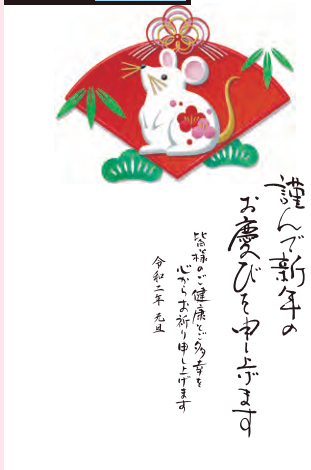 謹んで新年の
お慶びを申し上げます
皆様のご健康とご多幸を
心からお祈り申し上げます
令和二年 元旦